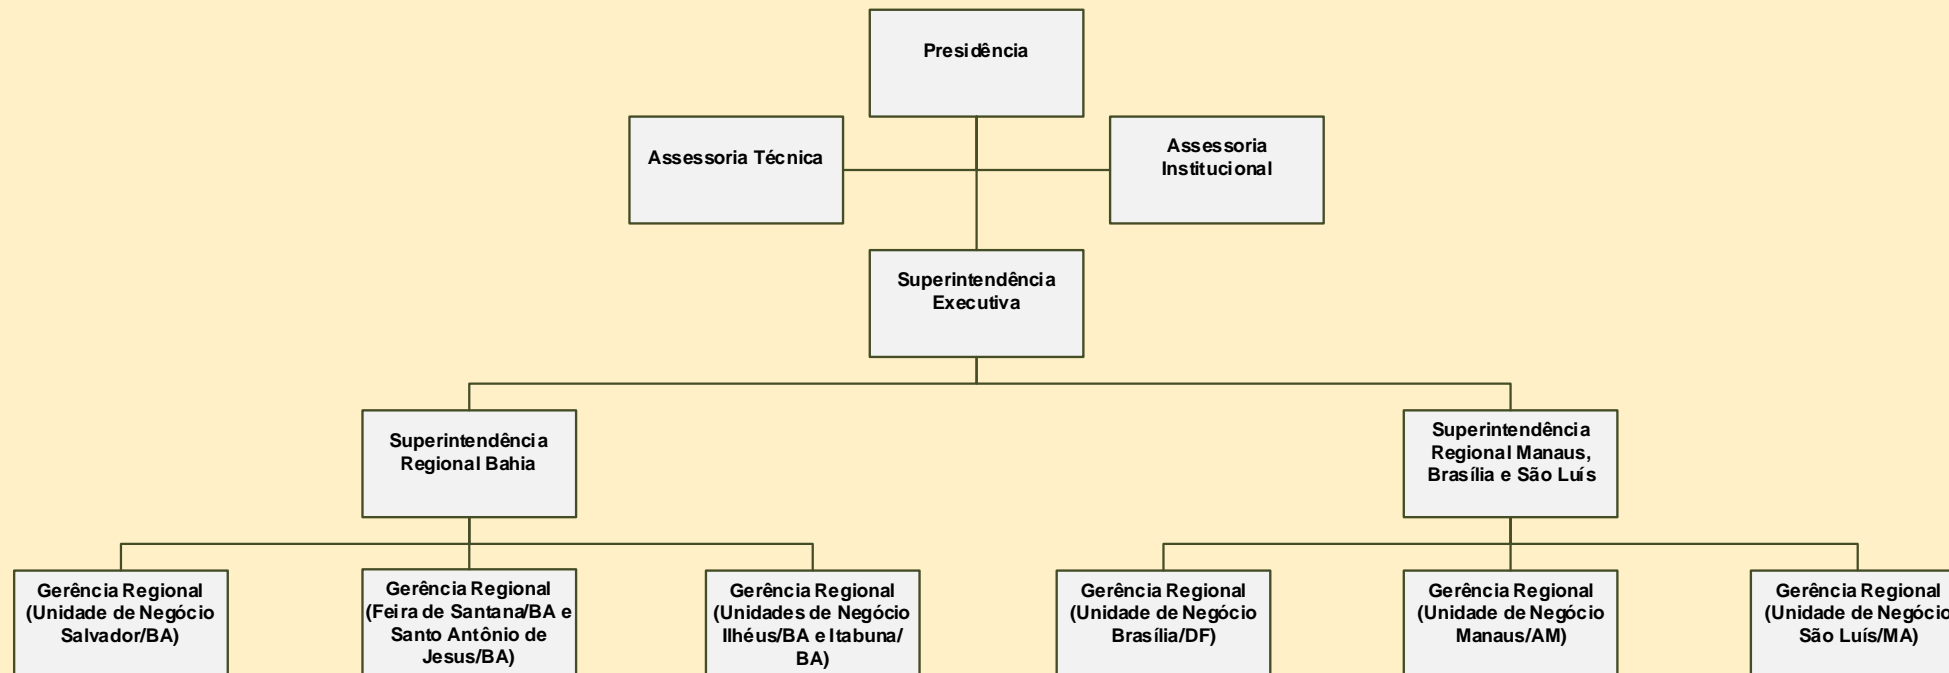 Presidência
Assessoria Técnica
Assessoria
Institucional
Superintendência
Executiva
Superintendência
Regional Bahia
Superintendência
Regional Manaus,
Brasília e São Luís
Gerência Regional
(Unidade de Negócio
Salvador/BA)
Gerência Regional
(Feira de Santana/BA e
Santo Antônio de
Jesus/BA)
Gerência Regional
(Unidades de Negócio
Ilhéus/BA e Itabuna/
BA)
Gerência Regional
(Unidade de Negócio
Brasília/DF)
Gerência Regional
(Unidade de Negócio
Manaus/AM)
Gerência Regional
(Unidade de Negócio
São Luís/MA)